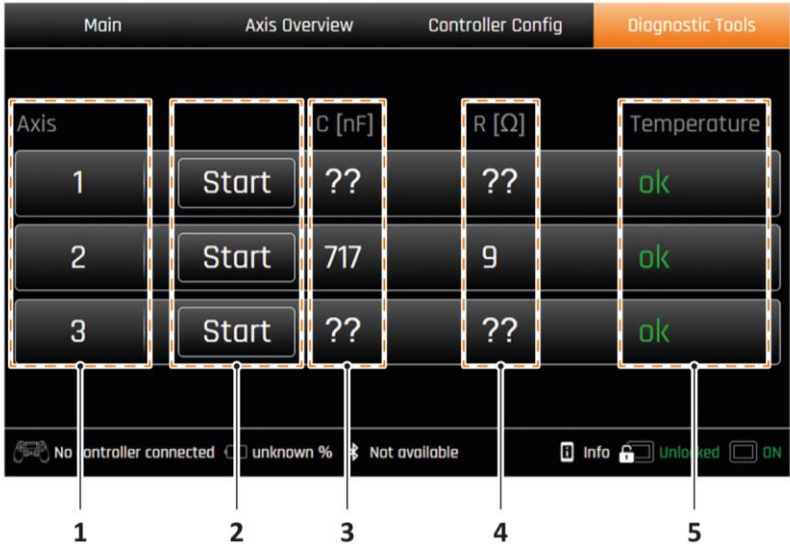 Main Axis Overview Controller Config Diagnostic Tools
Axis C [nF] R [Ω] Temperature
1 Start ?? ?? ok
2 Start 717 9 ok
3 Start ?? ?? ok
No controller connected unknown % Not available Info Unlocked ON
1 2 3 4 5